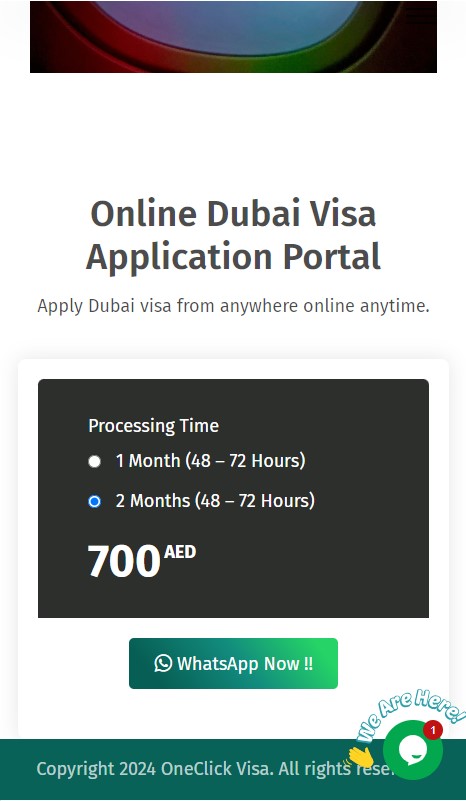 Online Dubai Visa
Application Portal
Apply Dubai visa from anywhere online anytime.
Processing Time
1 Month (48 – 72 Hours)
2 Months (48 – 72 Hours)
700 AED
WhatsApp Now !!
We Are Here!
1
Copyright 2024 OneClick Visa. All rights